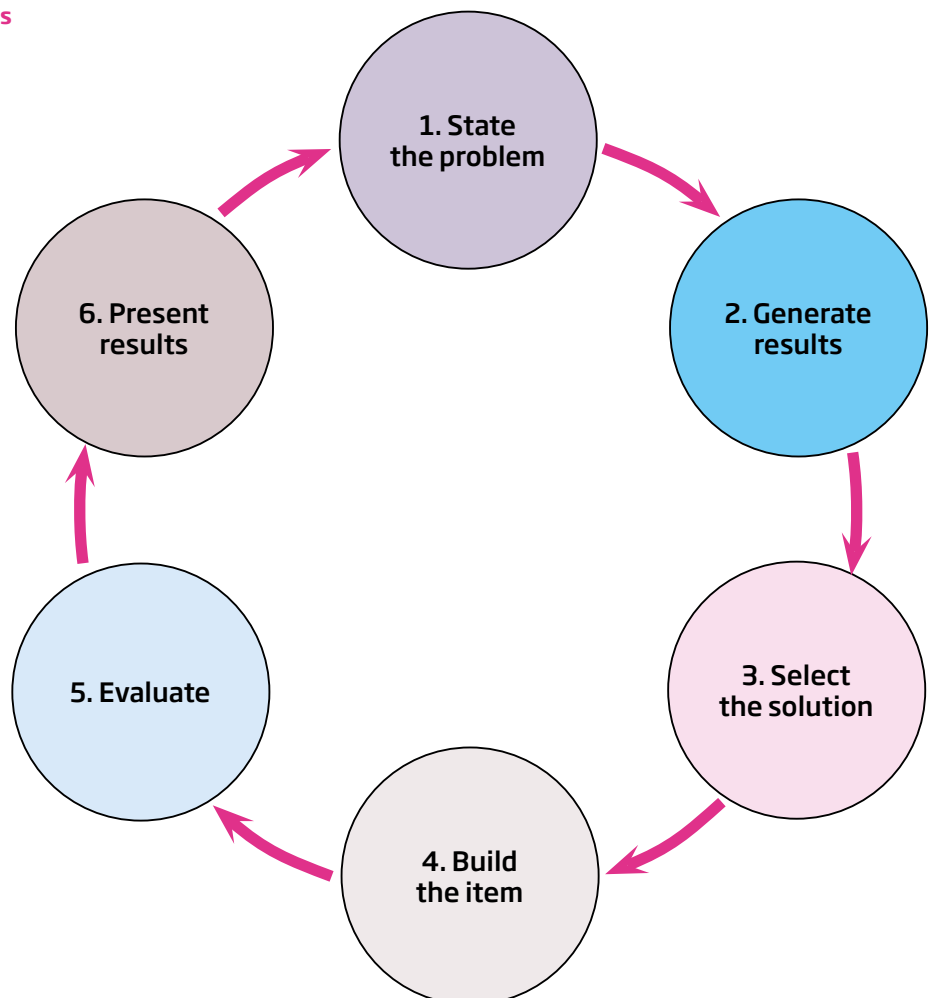 s
1. State
the problem
2. Generate
results
3. Select
the solution
4. Build
the item
5. Evaluate
6. Present
results